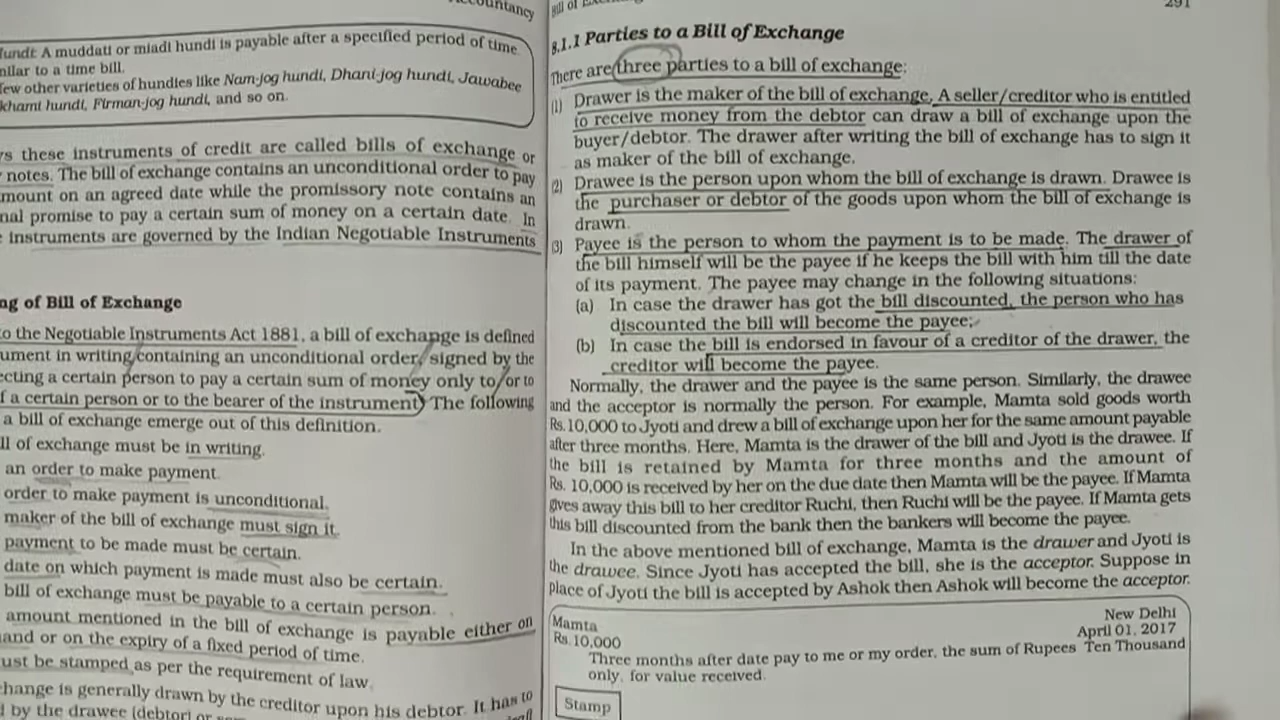 Accountancy
Hundi: A muddati or miadi hundi is payable after a specified period of time
milar to a time bill.
few other varieties of hundies like Nam-jog hundi, Dhani-jog hundi, Jawabee
khami hundi, Firman-jog hundi, and so on.
ys these instruments of credit are called bills of exchange or
notes. The bill of exchange contains an unconditional order to pay
mount on an agreed date while the promissory note contains an
nal promise to pay a certain sum of money on a certain date. In
instruments are governed by the Indian Negotiable Instruments
ng of Bill of Exchange
to the Negotiable Instruments Act 1881, a bill of exchange is defined
ument in writing containing an unconditional order, signed by the
ecting a certain person to pay a certain sum of money only to or to
f a certain person or to the bearer of the instrument. The following
a bill of exchange emerge out of this definition.
ll of exchange must be in writing.
an order to make payment.
order to make payment is unconditional.
maker of the bill of exchange must sign it.
payment to be made must be certain.
date on which payment is made must also be certain.
bill of exchange must be payable to a certain person.
amount mentioned in the bill of exchange is payable either on
and or on the expiry of a fixed period of time.
ust be stamped as per the requirement of law.
change is generally drawn by the creditor upon his debtor. It has to
d by the drawee (debtor) or
Bill of
291
8.1.1 Parties to a Bill of Exchange
There are three parties to a bill of exchange:
(1) Drawer is the maker of the bill of exchange. A seller/creditor who is entitled
to receive money from the debtor can draw a bill of exchange upon the
buyer/debtor. The drawer after writing the bill of exchange has to sign it
as maker of the bill of exchange.
(2) Drawee is the person upon whom the bill of exchange is drawn. Drawee is
the purchaser or debtor of the goods upon whom the bill of exchange is
drawn.
(3) Payee is the person to whom the payment is to be made. The drawer of
the bill himself will be the payee if he keeps the bill with him till the date
of its payment. The payee may change in the following situations:
(a) In case the drawer has got the bill discounted, the person who has
discounted the bill will become the payee;
(b) In case the bill is endorsed in favour of a creditor of the drawer, the
creditor will become the payee.
Normally, the drawer and the payee is the same person. Similarly, the drawee
and the acceptor is normally the person. For example, Mamta sold goods worth
Rs.10,000 to Jyoti and drew a bill of exchange upon her for the same amount payable
after three months. Here, Mamta is the drawer of the bill and Jyoti is the drawee. If
the bill is retained by Mamta for three months and the amount of
Rs. 10,000 is received by her on the due date then Mamta will be the payee. If Mamta
gives away this bill to her creditor Ruchi, then Ruchi will be the payee. If Mamta gets
this bill discounted from the bank then the bankers will become the payee.
In the above mentioned bill of exchange, Mamta is the drawer and Jyoti is
the drawee. Since Jyoti has accepted the bill, she is the acceptor. Suppose in
place of Jyoti the bill is accepted by Ashok then Ashok will become the acceptor.
Mamta
New Delhi
Rs.10,000
April 01, 2017
Three months after date pay to me or my order, the sum of Rupees Ten Thousand
only, for value received.
Stamp